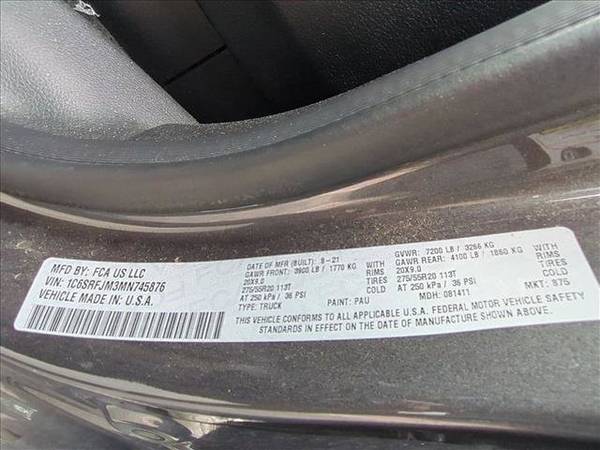 MFD BY: FCA US LLC
VIN: 1C6SRFJM3MN745876
VEHICLE MADE IN U.S.A.
DATE OF MFR (BUILT): 9-21
GAWR FRONT: 3900 LB / 1770 KG
20X9.0
275/55R20 113T
AT 250 kPa / 36 PSI
TYPE: TRUCK
RIMS
TIRES
COLD
PAINT: PAU
GVWR: 7200 LB / 3266 KG
GAWR REAR: 4100 LB / 1860 KG
20X9.0
275/55R20 113T
AT 250 kPa / 36 PSI
MDH: 081411
RIMS
TIRES
COLD
MKT: 875
THIS VEHICLE CONFORMS TO ALL APPLICABLE U.S.A. FEDERAL MOTOR VEHICLE SAFETY
STANDARDS IN EFFECT ON THE DATE OF MANUFACTURE SHOWN ABOVE.